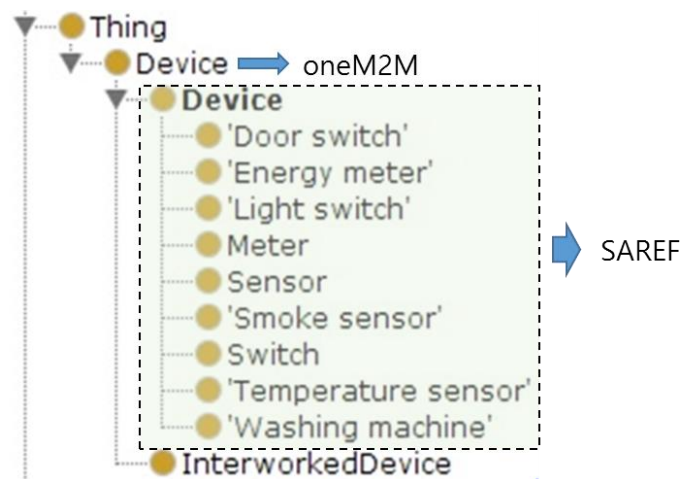 Thing
Device oneM2M
Device
'Door switch'
'Energy meter'
'Light switch'
Meter
Sensor
SAREF
'Smoke sensor'
Switch
'Temperature sensor'
'Washing machine'
InterworkedDevice